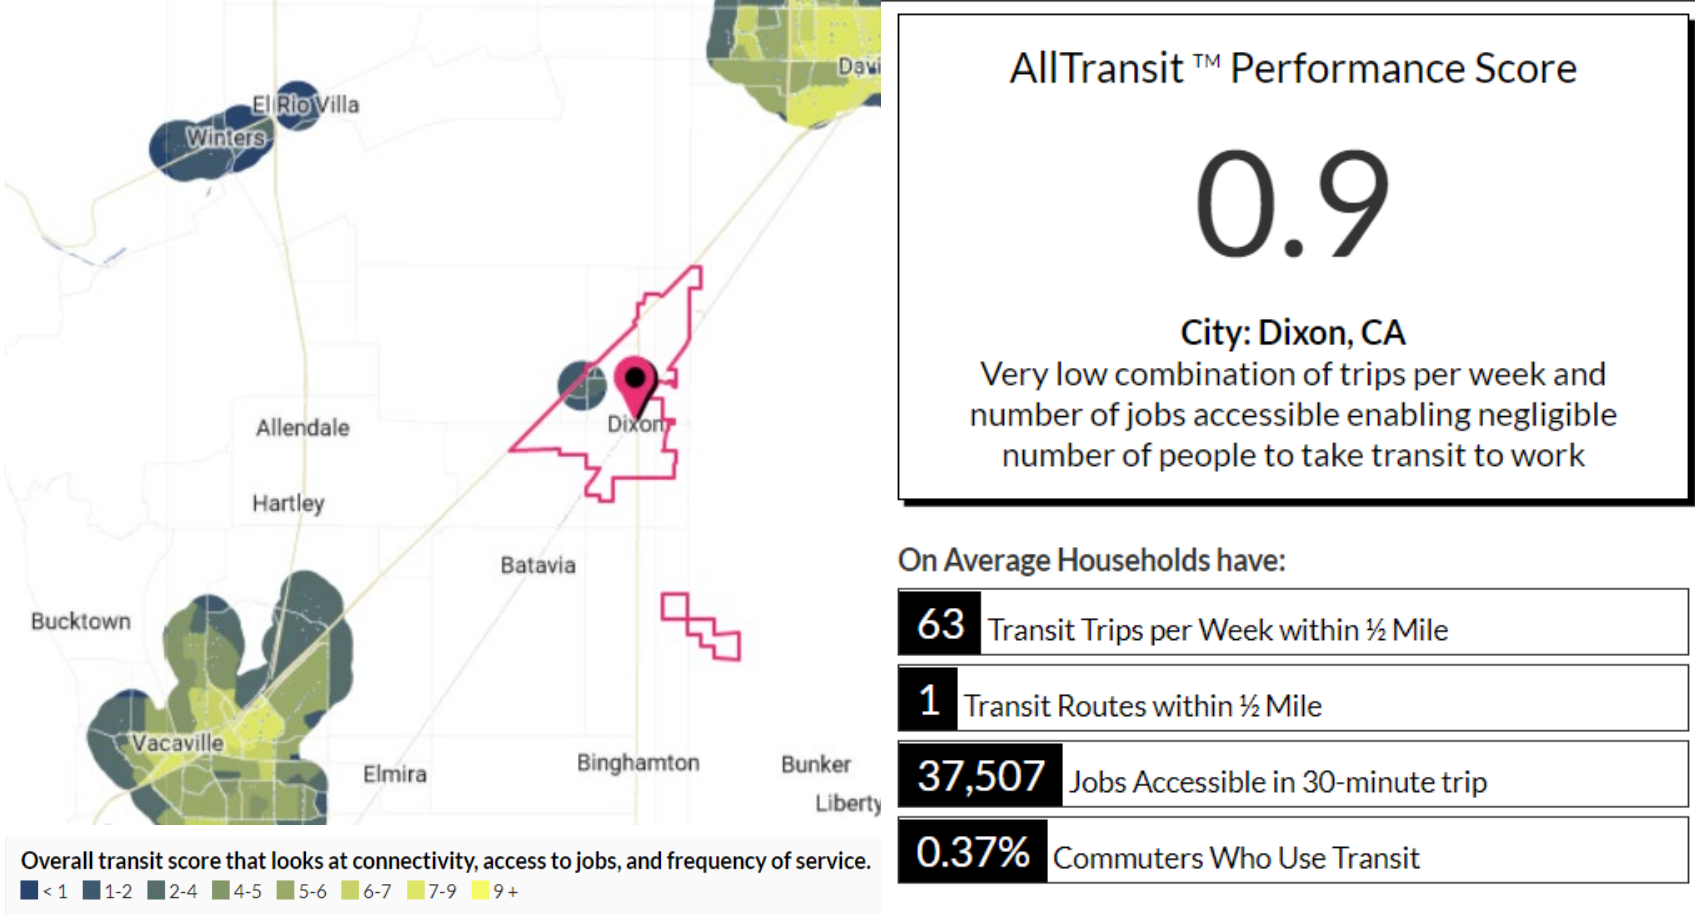 Davi
El Rio Villa
Winters
Dixon
Allendale
Hartley
Batavia
Bucktown
Vacaville
Elmira
Binghamton
Bunker
Liberty
Overall transit score that looks at connectivity, access to jobs, and frequency of service.
< 1 1-2 2-4 4-5 5-6 6-7 7-9 9 +
AllTransit ™ Performance Score
0.9
City: Dixon, CA
Very low combination of trips per week and
number of jobs accessible enabling negligible
number of people to take transit to work
On Average Households have:
63 Transit Trips per Week within ½ Mile
1 Transit Routes within ½ Mile
37,507 Jobs Accessible in 30-minute trip
0.37% Commuters Who Use Transit